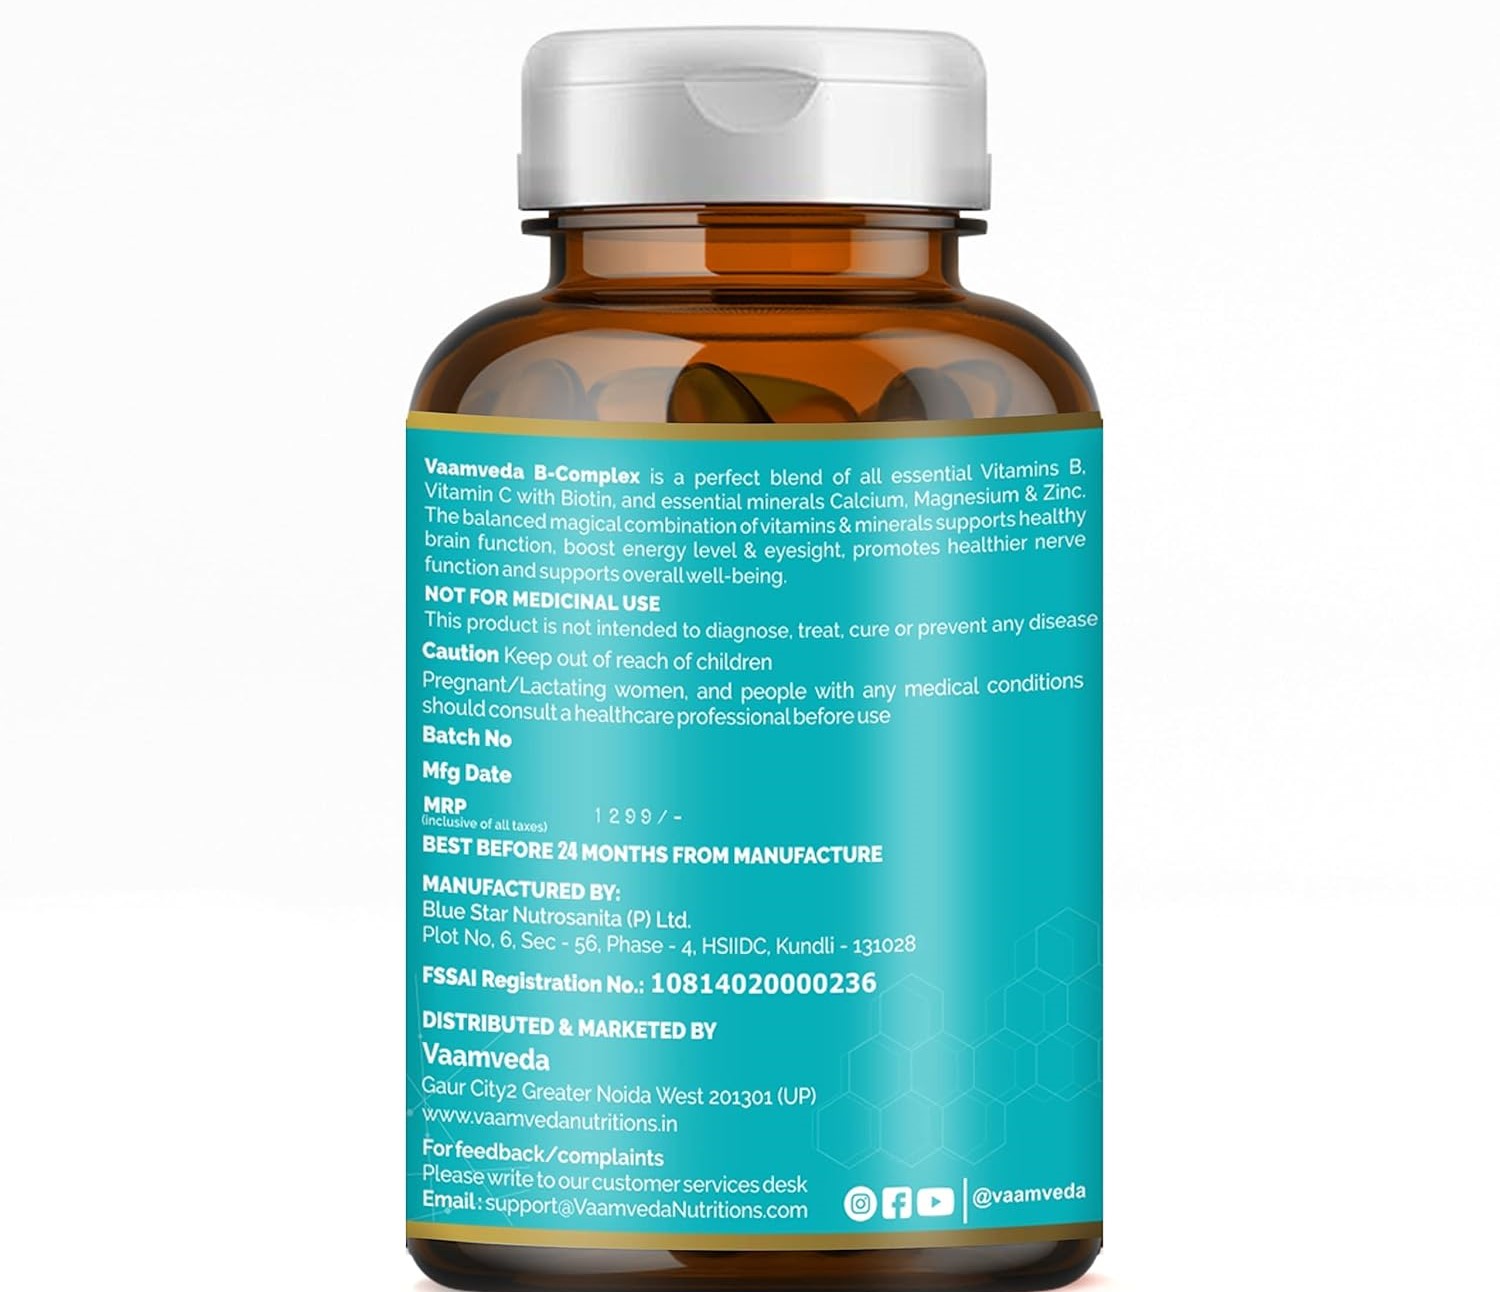 Vaamveda B-Complex is a perfect blend of all essential Vitamins B,
Vitamin C with Biotin, and essential minerals Calcium, Magnesium & Zinc.
The balanced magical combination of vitamins & minerals supports healthy
brain function, boost energy level & eyesight, promotes healthier nerve
function and supports overall well-being.
NOT FOR MEDICINAL USE
This product is not intended to diagnose, treat, cure or prevent any disease
Caution Keep out of reach of children
Pregnant/Lactating women, and people with any medical conditions
should consult a healthcare professional before use
Batch No
Mfg Date
MRP 1299/-
(inclusive of all taxes)
BEST BEFORE 24 MONTHS FROM MANUFACTURE
MANUFACTURED BY:
Blue Star Nutrosanita (P) Ltd.
Plot No, 6, Sec - 56, Phase - 4, HSIIDC, Kundli - 131028
FSSAI Registration No.: 10814020000236
DISTRIBUTED & MARKETED BY
Vaamveda
Gaur City2 Greater Noida West 201301 (UP)
www.vaamvedanutritions.in
For feedback/complaints
Please write to our customer services desk
Email: support@VaamvedaNutritions.com
@vaamveda